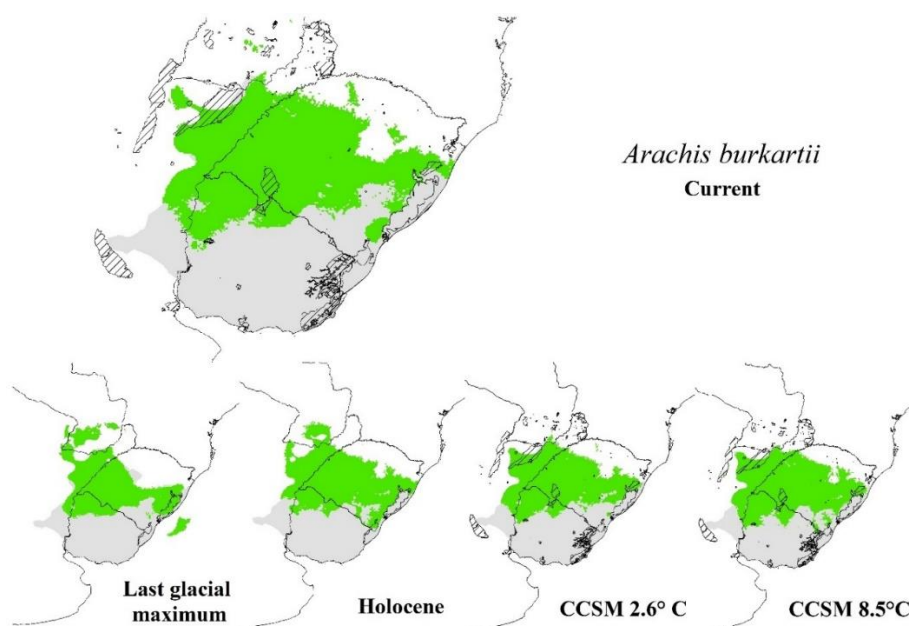 Arachis burkartii
Current
Last glacial
maximum
Holocene
CCSM 2.6° C
CCSM 8.5°C